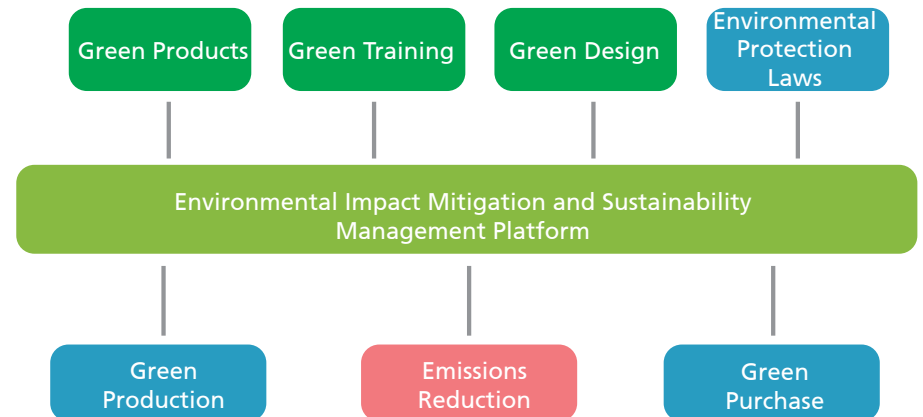 Green Products
Green Training
Green Design
Environmental
Protection
Laws
Environmental Impact Mitigation and Sustainability
Management Platform
Green
Production
Emissions
Reduction
Green
Purchase